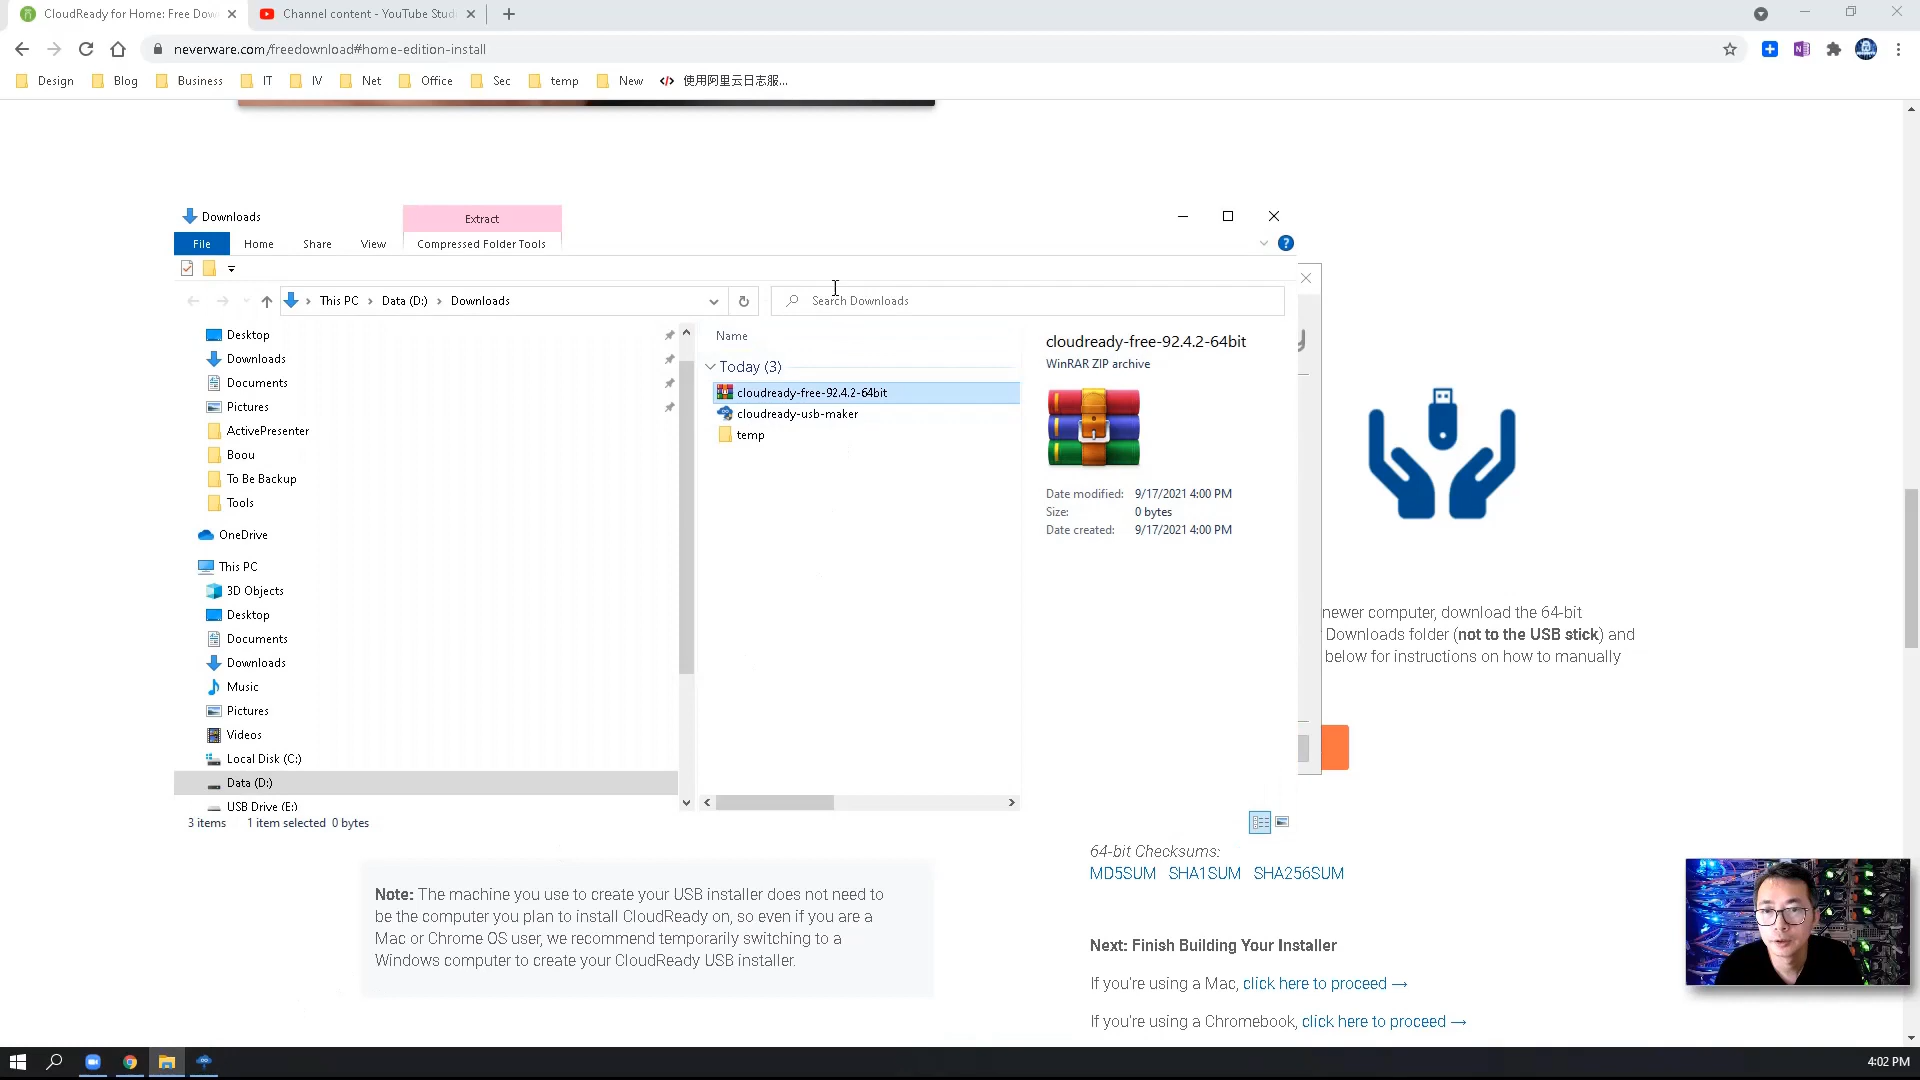 CloudReady for Home: Free Dow
Channel content - YouTube Stud
neverware.com/freedownload#home-edition-install
Design
Blog
Business
IT
IV
Net
Office
Sec
temp
New
使用阿里云日志服...
Downloads
Extract
File
Home
Share
View
Compressed Folder Tools
This PC
Data (D:)
Downloads
Search Downloads
Desktop
Downloads
Documents
Pictures
ActivePresenter
Boou
To Be Backup
Tools
OneDrive
This PC
3D Objects
Desktop
Documents
Downloads
Music
Pictures
Videos
Local Disk (C:)
Data (D:)
USB Drive (E:)
Name
Today (3)
cloudready-free-92.4.2-64bit
cloudready-usb-maker
temp
cloudready-free-92.4.2-64bit
WinRAR ZIP archive
Date modified: 9/17/2021 4:00 PM
Size: 0 bytes
Date created: 9/17/2021 4:00 PM
3 items 1 item selected 0 bytes
y
newer computer, download the 64-bit
Downloads folder (not to the USB stick) and
below for instructions on how to manually
64-bit Checksums:
MD5SUM SHA1SUM SHA256SUM
Note: The machine you use to create your USB installer does not need to
be the computer you plan to install CloudReady on, so even if you are a
Mac or Chrome OS user, we recommend temporarily switching to a
Windows computer to create your CloudReady USB installer.
Next: Finish Building Your Installer
If you're using a Mac, click here to proceed →
If you're using a Chromebook, click here to proceed →
4:02 PM